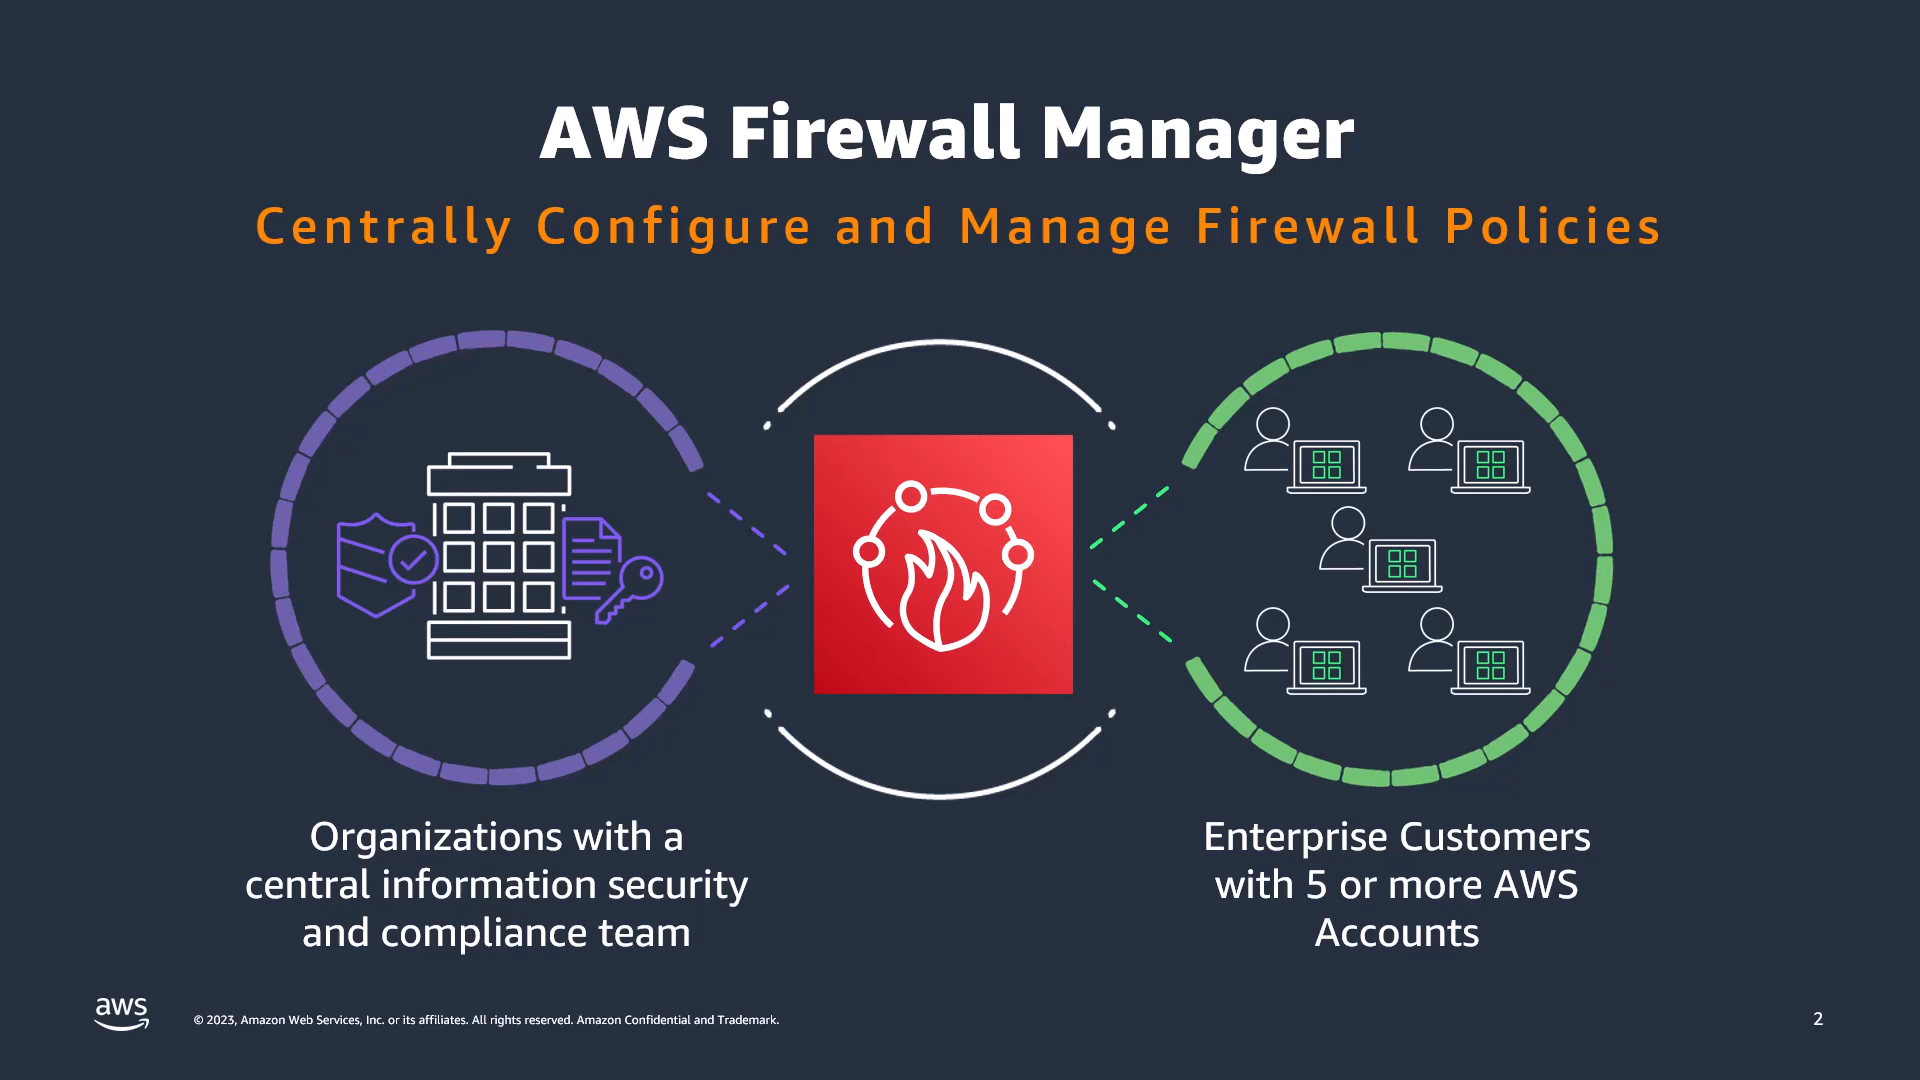 AWS Firewall Manager
Centrally Configure and Manage Firewall Policies
Organizations with a
central information security
and compliance team
Enterprise Customers
with 5 or more AWS
Accounts
aws
© 2023, Amazon Web Services, Inc. or its affiliates. All rights reserved. Amazon Confidential and Trademark.
2